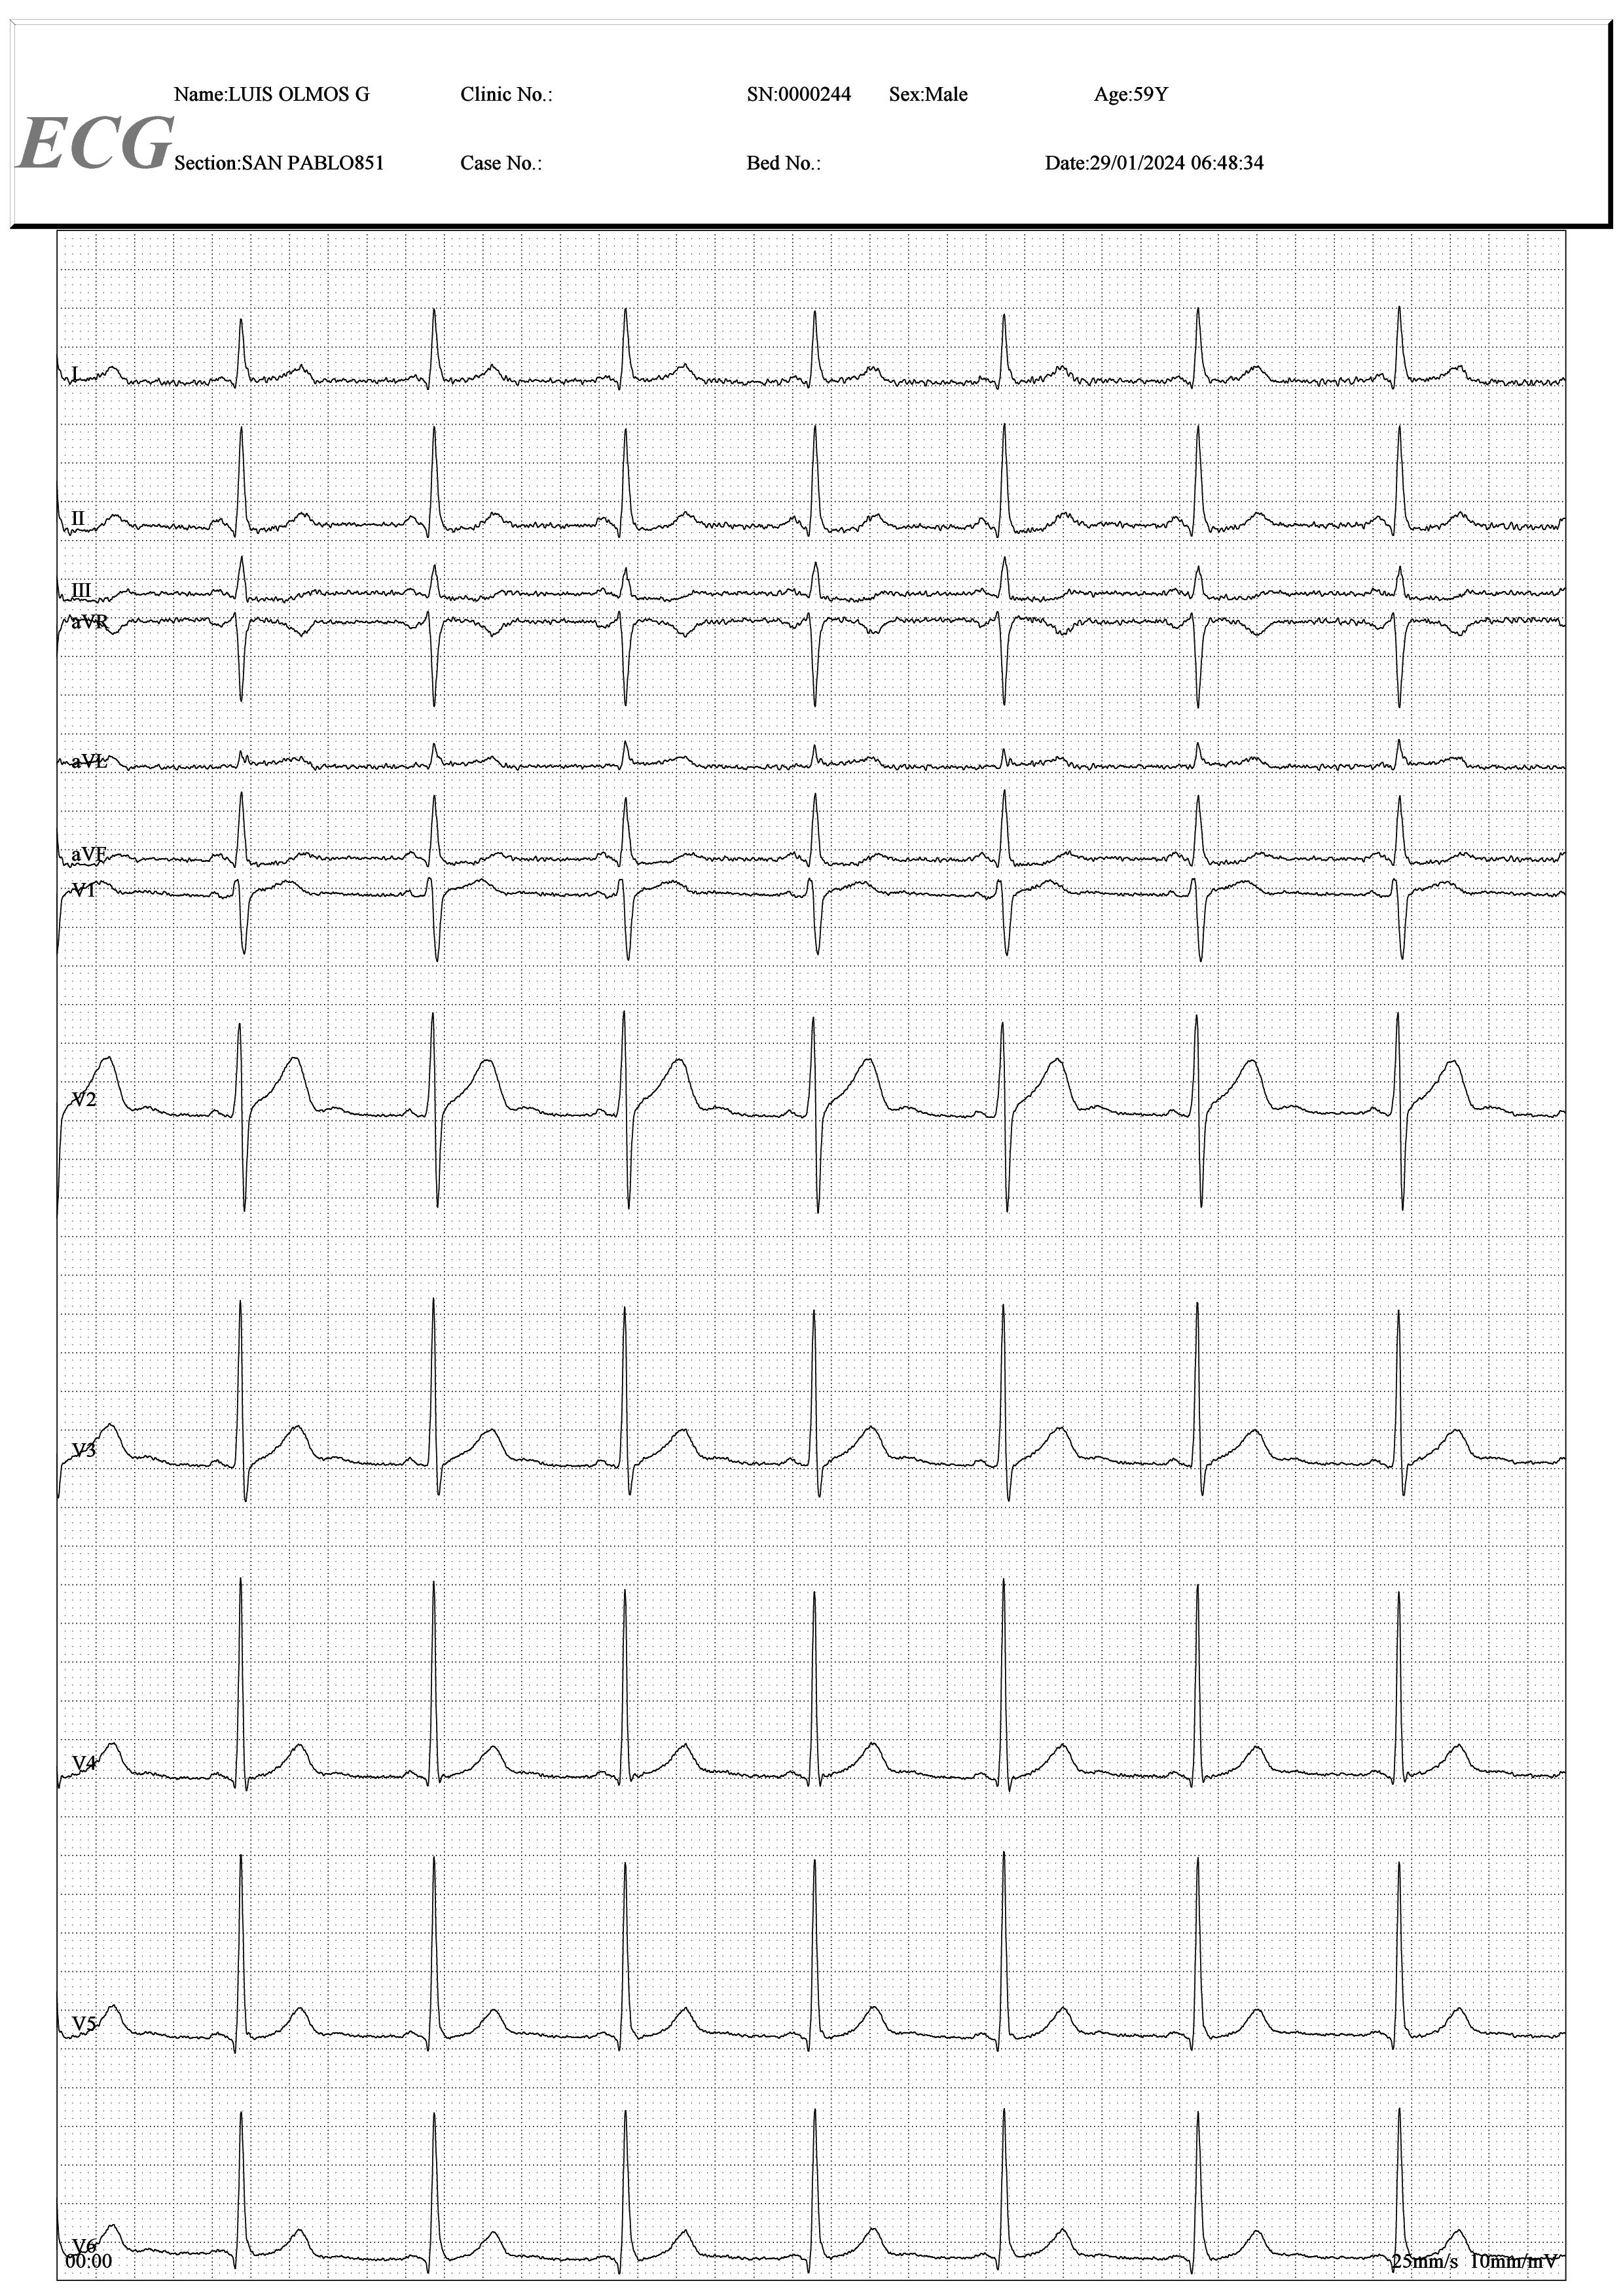 Name:LUIS OLMOS G Clinic No.: SN:0000244 Sex:Male Age:59Y
ECG
Section:SAN PABLO851 Case No.: Bed No.: Date:29/01/2024 06:48:34
I
II
III
aVR
aVL
aVF
V1
V2
V3
V4
V5
V6
00:00 25mm/s 10mm/mV